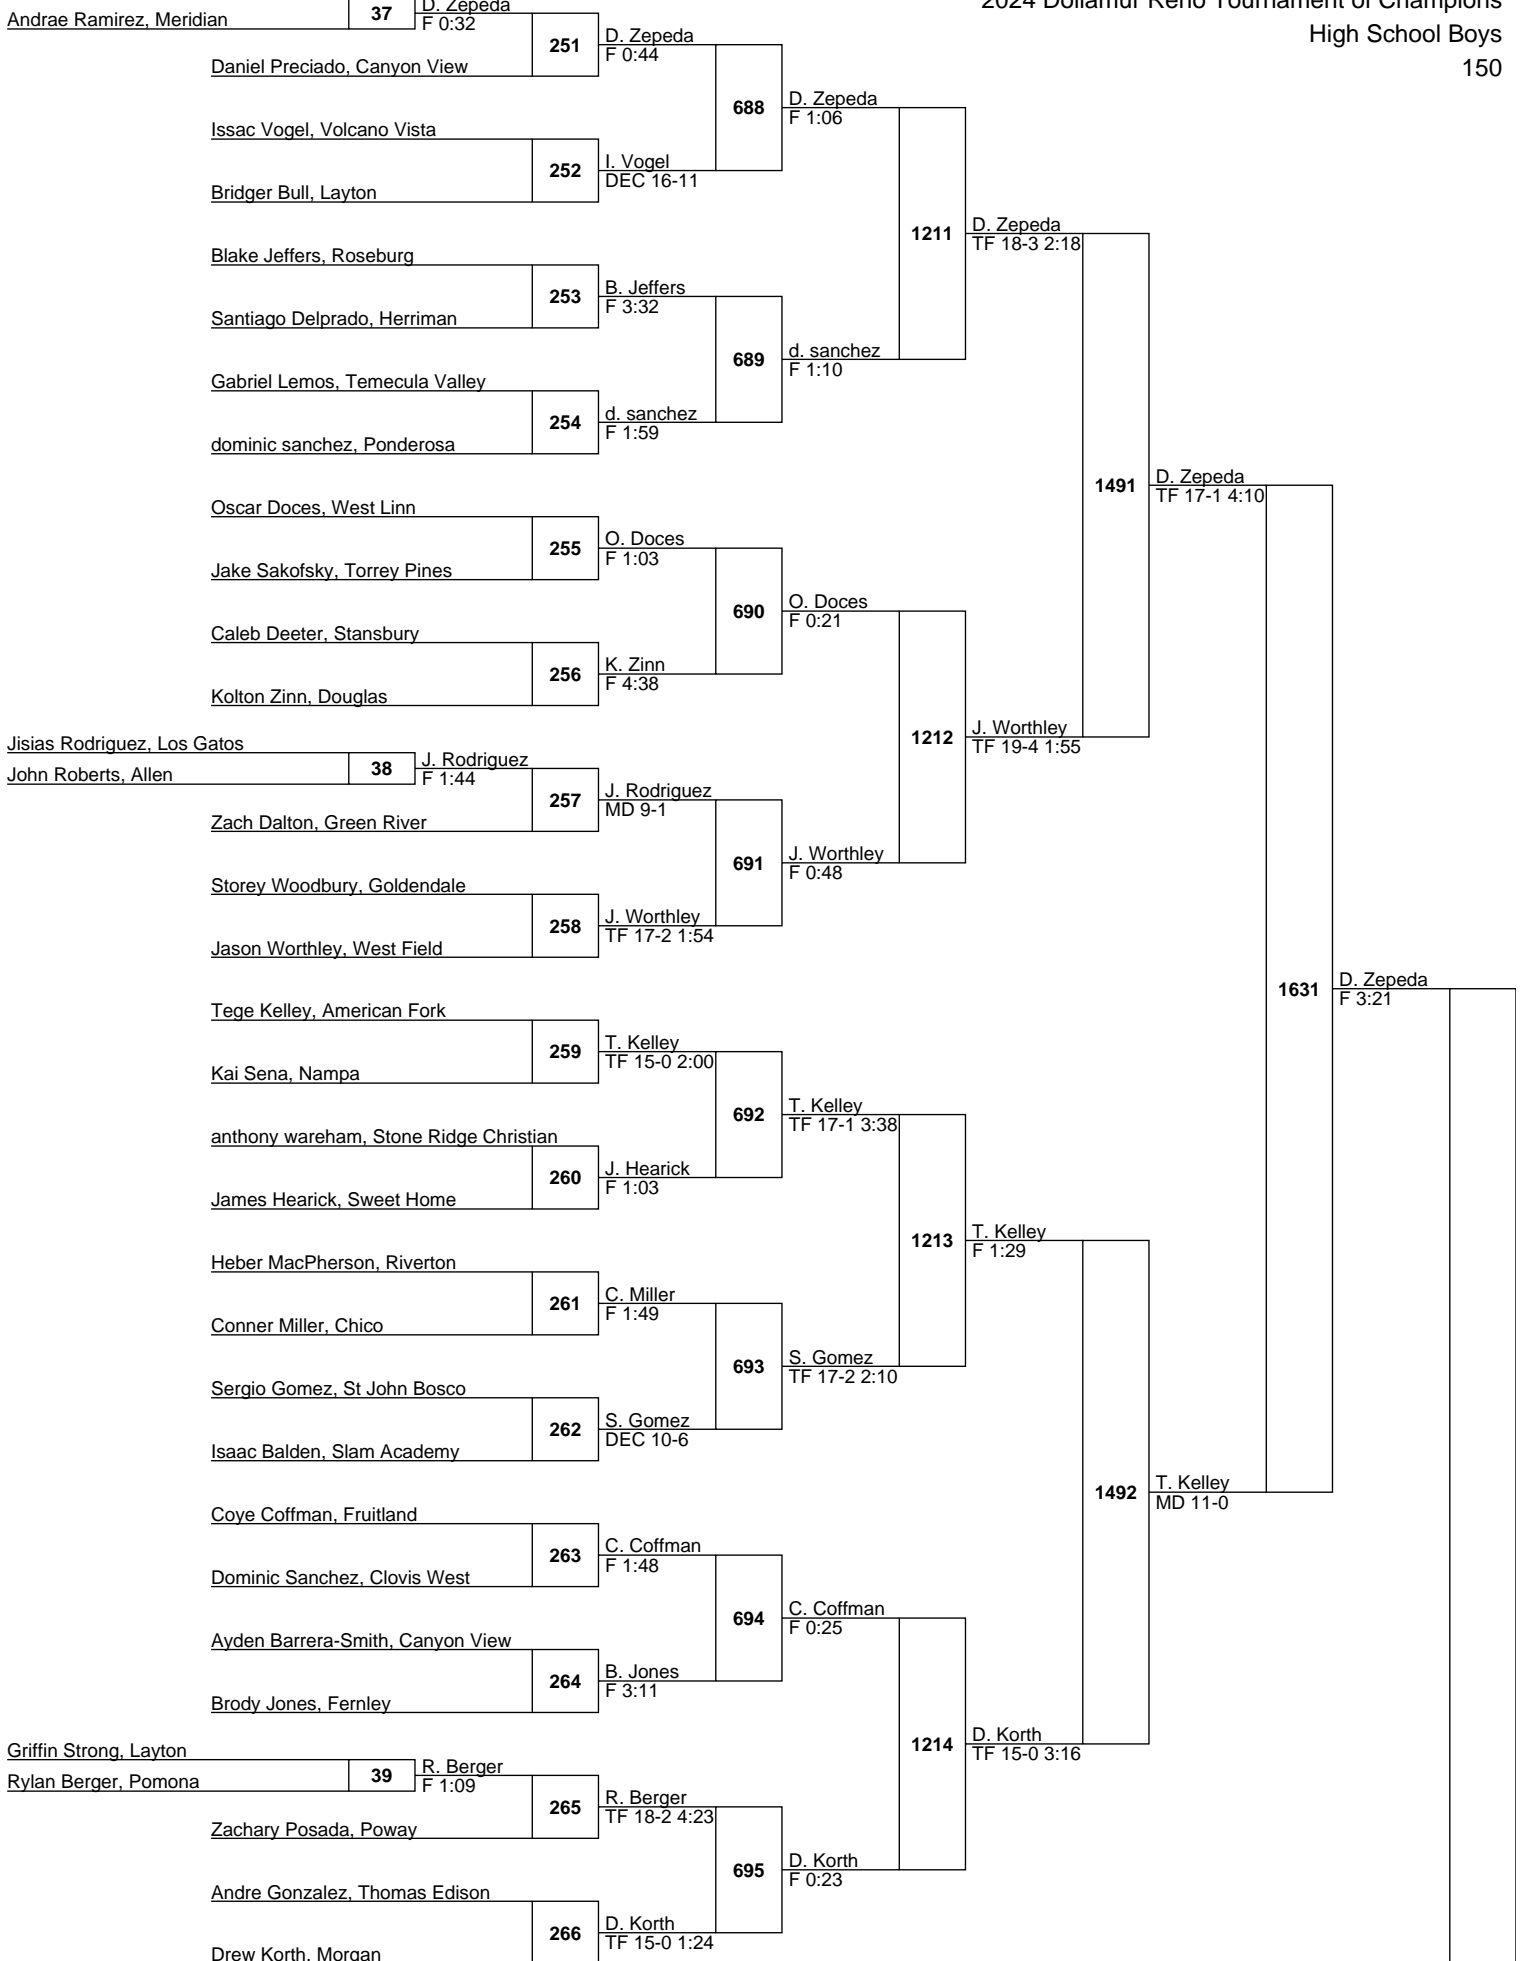 2024 Dollamur Reno Tournament of Champions
High School Boys
150
Andrae Ramirez, Meridian
37
D. Zepeda
F 0:32
Daniel Preciado, Canyon View
251
D. Zepeda
F 0:44
Issac Vogel, Volcano Vista
Bridger Bull, Layton
252
I. Vogel
DEC 16-11
688
D. Zepeda
F 1:06
Blake Jeffers, Roseburg
Santiago Delprado, Herriman
253
B. Jeffers
F 3:32
Gabriel Lemos, Temecula Valley
dominic sanchez, Ponderosa
254
d. sanchez
F 1:59
689
d. sanchez
F 1:10
1211
D. Zepeda
TF 18-3 2:18
Oscar Doces, West Linn
Jake Sakofsky, Torrey Pines
255
O. Doces
F 1:03
Caleb Deeter, Stansbury
Kolton Zinn, Douglas
256
K. Zinn
F 4:38
690
O. Doces
F 0:21
Jisias Rodriguez, Los Gatos
John Roberts, Allen
38
J. Rodriguez
F 1:44
Zach Dalton, Green River
257
J. Rodriguez
MD 9-1
Storey Woodbury, Goldendale
Jason Worthley, West Field
258
J. Worthley
TF 17-2 1:54
691
J. Worthley
F 0:48
1212
J. Worthley
TF 19-4 1:55
1491
D. Zepeda
TF 17-1 4:10
Tege Kelley, American Fork
Kai Sena, Nampa
259
T. Kelley
TF 15-0 2:00
anthony wareham, Stone Ridge Christian
James Hearick, Sweet Home
260
J. Hearick
F 1:03
692
T. Kelley
TF 17-1 3:38
Heber MacPherson, Riverton
Conner Miller, Chico
261
C. Miller
F 1:49
Sergio Gomez, St John Bosco
Isaac Balden, Slam Academy
262
S. Gomez
DEC 10-6
693
S. Gomez
TF 17-2 2:10
1213
T. Kelley
F 1:29
Coye Coffman, Fruitland
Dominic Sanchez, Clovis West
263
C. Coffman
F 1:48
Ayden Barrera-Smith, Canyon View
Brody Jones, Fernley
264
B. Jones
F 3:11
694
C. Coffman
F 0:25
Griffin Strong, Layton
Rylan Berger, Pomona
39
R. Berger
F 1:09
Zachary Posada, Poway
265
R. Berger
TF 18-2 4:23
Andre Gonzalez, Thomas Edison
Drew Korth, Morgan
266
D. Korth
TF 15-0 1:24
695
D. Korth
F 0:23
1214
D. Korth
TF 15-0 3:16
1492
T. Kelley
MD 11-0
1631
D. Zepeda
F 3:21